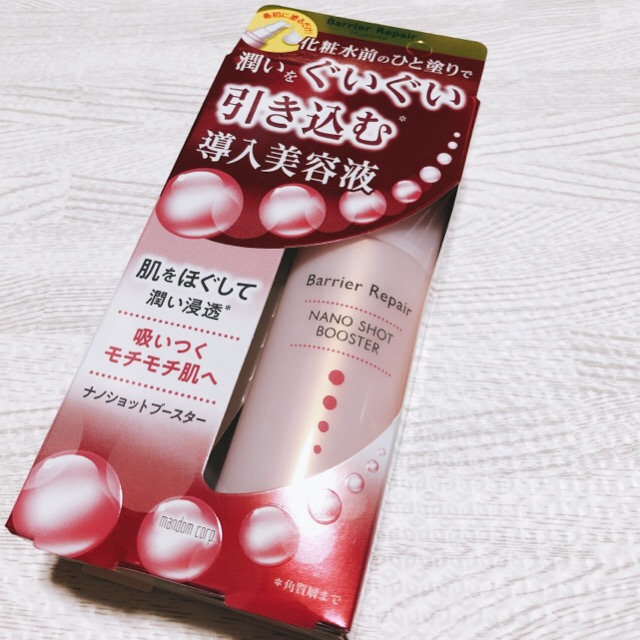 最初に塗るだけ!
Barrier Repair
化粧水前のひと塗りで
潤いをぐいぐい
引き込む*
導入美容液
肌をほぐして
潤い浸透*
吸いつく
モチモチ肌へ
ナノショットブースター
Barrier Repair
NANO SHOT
BOOSTER
mandom corp
*角質層まで